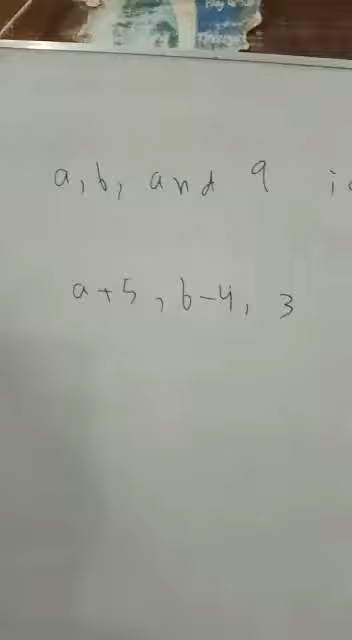 a, b, and 9
a+5, b-4, 3